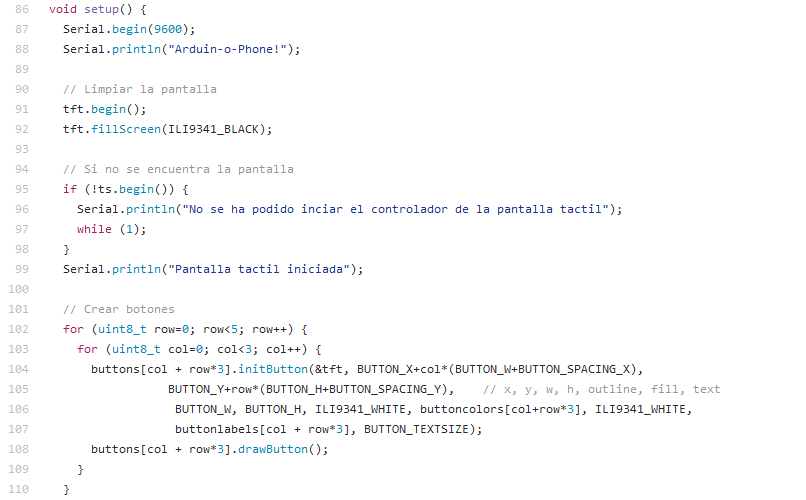 86 void setup() {
87 Serial.begin(9600);
88 Serial.println("Arduin-o-Phone!");
89
90 // Limpiar la pantalla
91 tft.begin();
92 tft.fillScreen(ILI9341_BLACK);
93
94 // Si no se encuentra la pantalla
95 if (!ts.begin()) {
96 Serial.println("No se ha podido inciar el controlador de la pantalla tactil");
97 while (1);
98 }
99 Serial.println("Pantalla tactil iniciada");
100
101 // Crear botones
102 for (uint8_t row=0; row<5; row++) {
103 for (uint8_t col=0; col<3; col++) {
104 buttons[col + row*3].initButton(&tft, BUTTON_X+col*(BUTTON_W+BUTTON_SPACING_X),
105 BUTTON_Y+row*(BUTTON_H+BUTTON_SPACING_Y), // x, y, w, h, outline, fill, text
106 BUTTON_W, BUTTON_H, ILI9341_WHITE, buttoncolors[col+row*3], ILI9341_WHITE,
107 buttonlabels[col + row*3], BUTTON_TEXTSIZE);
108 buttons[col + row*3].drawButton();
109 }
110 }